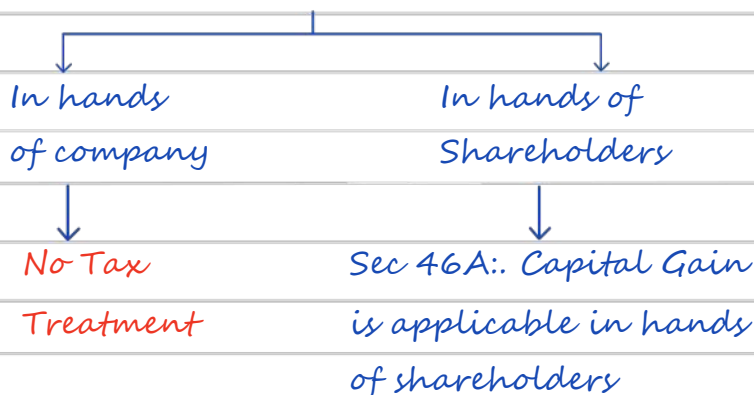 In hands
of company
In hands of
Shareholders
No Tax
Treatment
Sec 46A:. Capital Gain
is applicable in hands
of shareholders